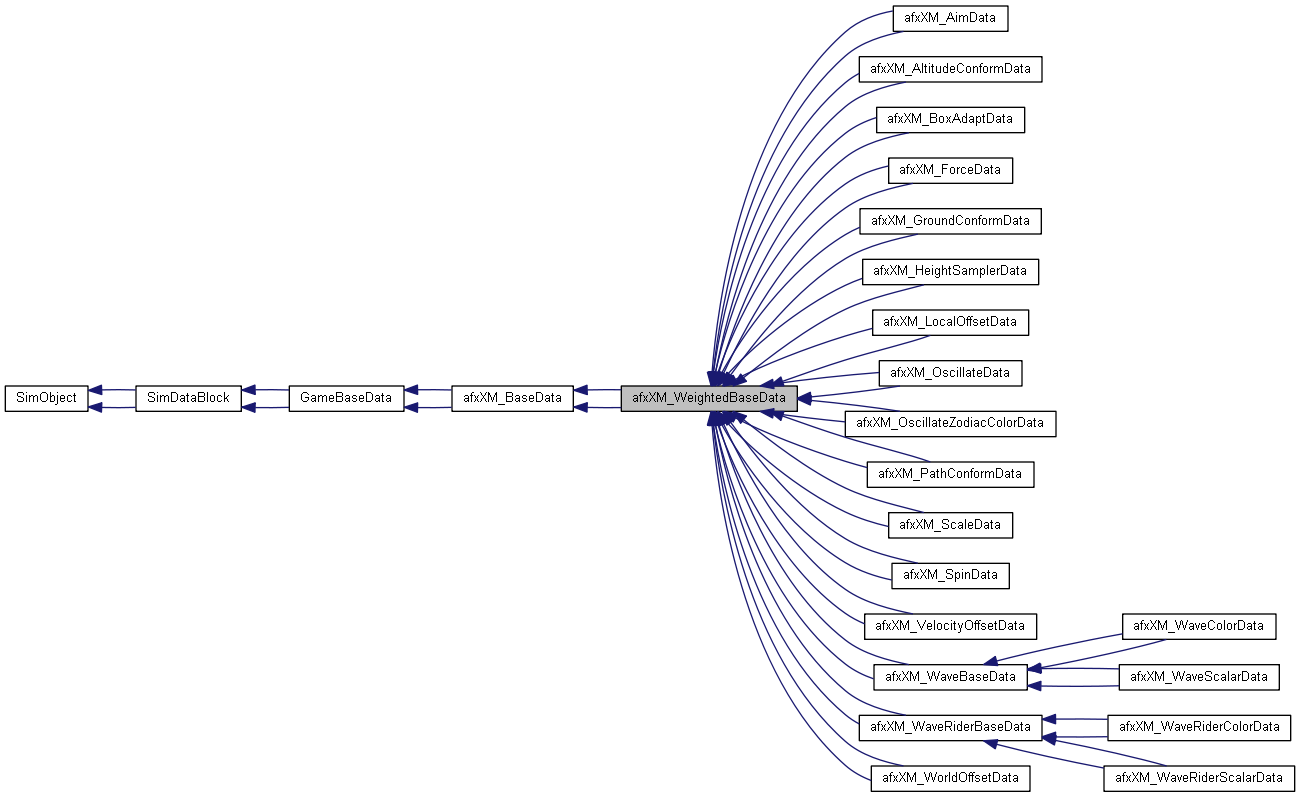 afxXM_AimData
afxXM_AltitudeConformData
afxXM_BoxAdaptData
afxXM_ForceData
afxXM_GroundConformData
afxXM_HeightSamplerData
afxXM_LocalOffsetData
afxXM_OscillateData
SimObject
SimDataBlock
GameBaseData
afxXM_BaseData
afxXM_WeightedBaseData
afxXM_OscillateZodiacColorData
afxXM_PathConformData
afxXM_ScaleData
afxXM_SpinData
afxXM_VelocityOffsetData
afxXM_WaveColorData
afxXM_WaveBaseData
afxXM_WaveScalarData
afxXM_WaveRiderBaseData
afxXM_WaveRiderColorData
afxXM_WorldOffsetData
afxXM_WaveRiderScalarData